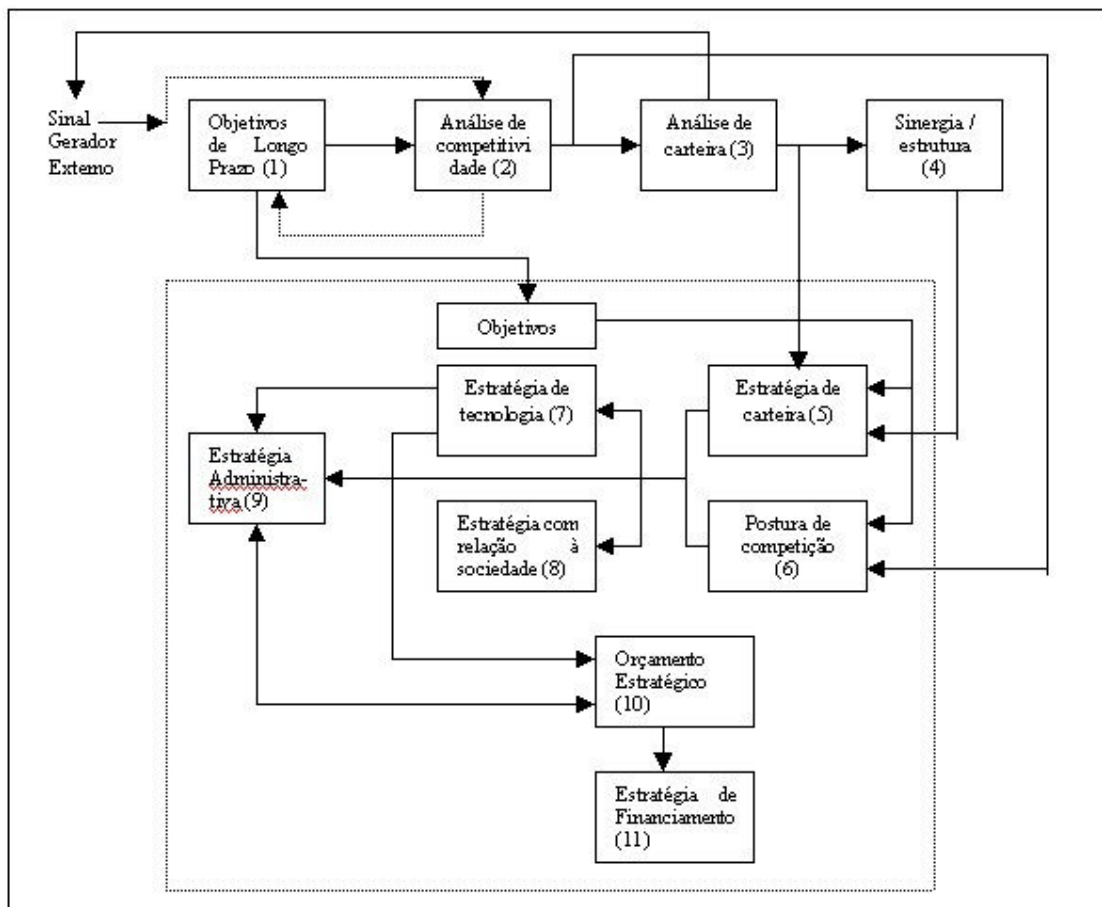 Sinal
Gerador
Externo
Objetivos
de Longo
Prazo (1)
Análise de
competitivi
dade (2)
Análise de
carteira (3)
Sinergia /
estrutura
(4)
Objetivos
Estratégia de
tecnologia (7)
Estratégia de
carteira (5)
Estratégia
Administra-
tiva (9)
Estratégia com
relação à
sociedade (8)
Postura de
competição
(6)
Orçamento
Estratégico
(10)
Estratégia de
Financiamento
(11)